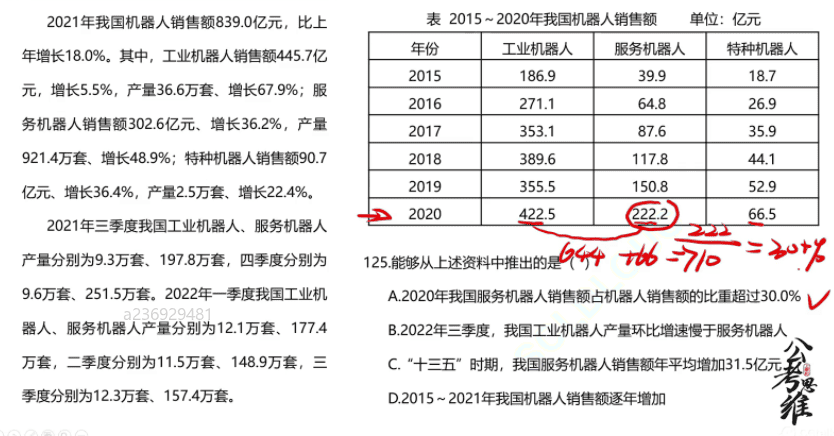 2021年我国机器人销售额839.0亿元，比上
年增长18.0%。其中，工业机器人销售额445.7亿
元，增长5.5%，产量36.6万套、增长67.9%；服
务机器人销售额302.6亿元、增长36.2%，产量
921.4万套、增长48.9%；特种机器人销售额90.7
亿元、增长36.4%，产量2.5万套、增长22.4%。
2021年三季度我国工业机器人、服务机器人
产量分别为9.3万套、197.8万套，四季度分别为
9.6万套、251.5万套。2022年一季度我国工业机
器人、服务机器人产量分别为12.1万套、177.4
万套，二季度分别为11.5万套、148.9万套，三
季度分别为12.3万套、157.4万套。
a236929481
表 2015～2020年我国机器人销售额 单位：亿元
年份 工业机器人 服务机器人 特种机器人
2015 186.9 39.9 18.7
2016 271.1 64.8 26.9
2017 353.1 87.6 35.9
2018 389.6 117.8 44.1
2019 355.5 150.8 52.9
2020 422.5 222.2 66.5
644 +66 = 222/710 = 30+%
125.能够从上述资料中推出的是（ ）
A.2020年我国服务机器人销售额占机器人销售额的比重超过30.0%
B.2022年三季度，我国工业机器人产量环比增速慢于服务机器人
C.“十三五”时期，我国服务机器人销售额年平均增加31.5亿元
D.2015～2021年我国机器人销售额逐年增加
公考思维